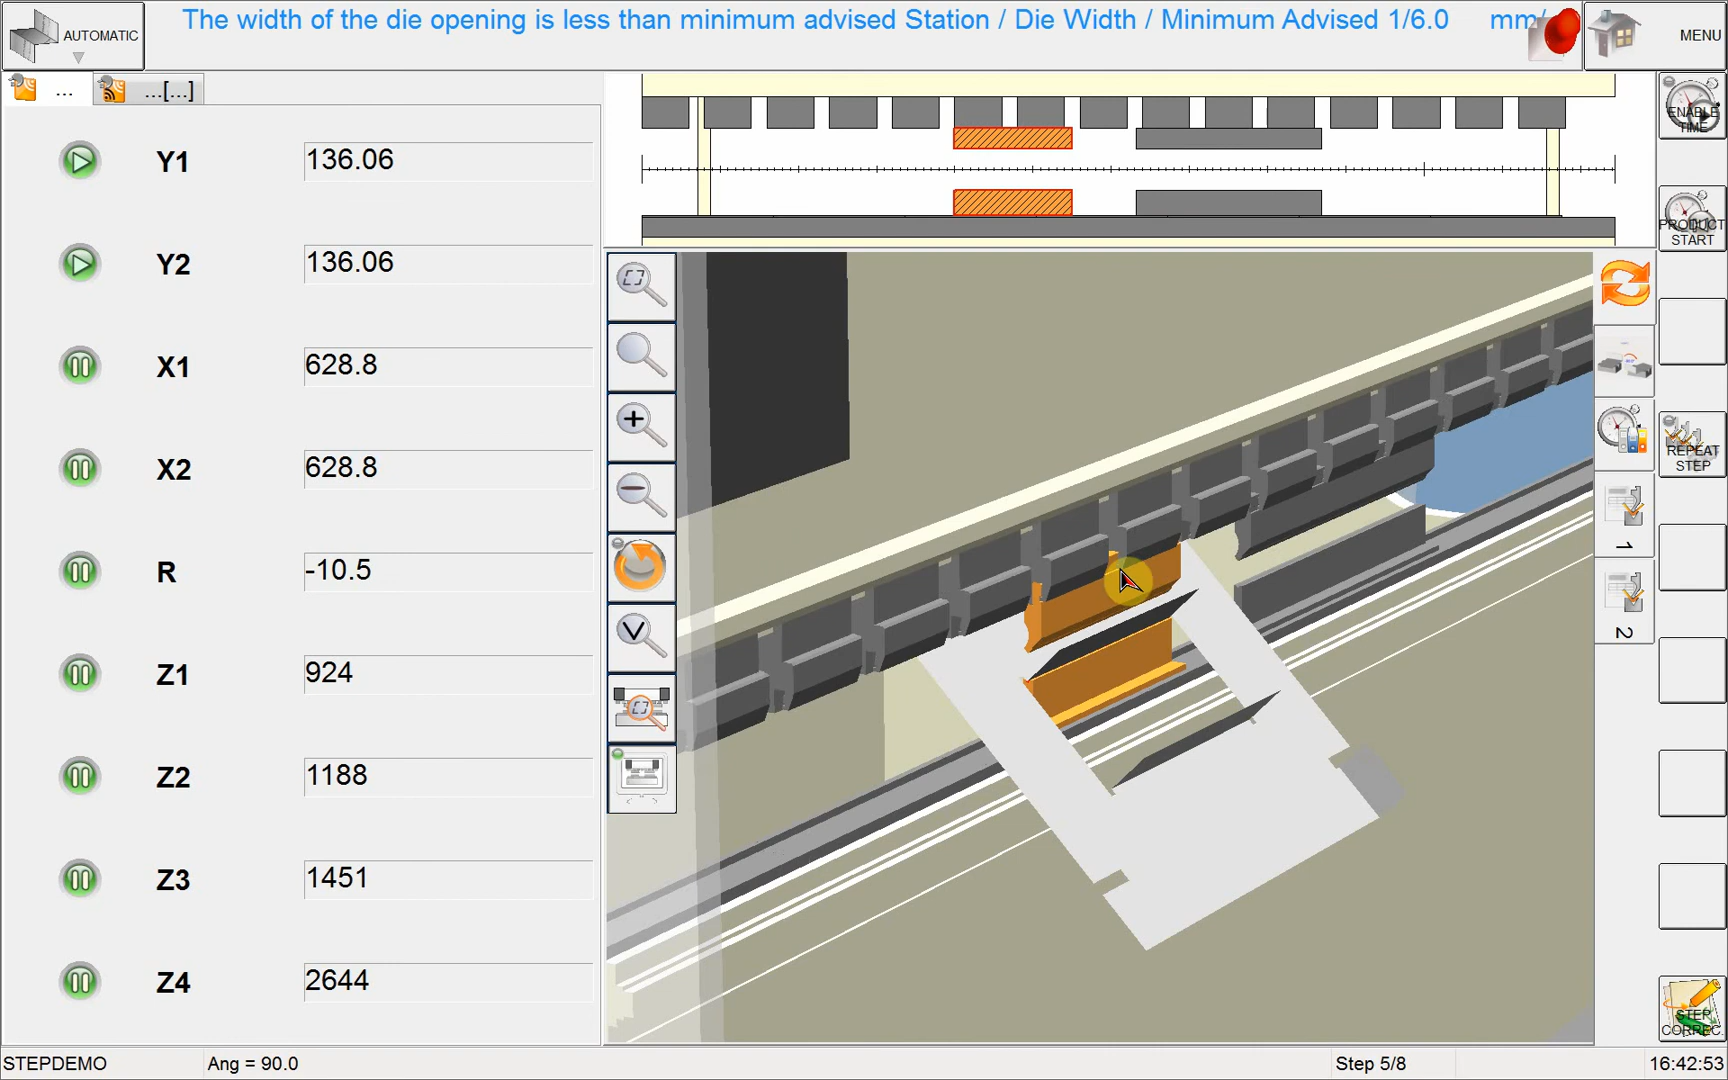 AUTOMATIC
The width of the die opening is less than minimum advised Station / Die Width / Minimum Advised 1/6.0 mm/
MENU
...
...[...]
ENABLE
TIME
Y1
136.06
Y2
136.06
PRODUCT
START
X1
628.8
X2
628.8
REPEAT
STEP
R
-10.5
1
2
Z1
924
Z2
1188
Z3
1451
Z4
2644
STEP
CORREC.
STEPDEMO
Ang = 90.0
Step 5/8
16:42:53